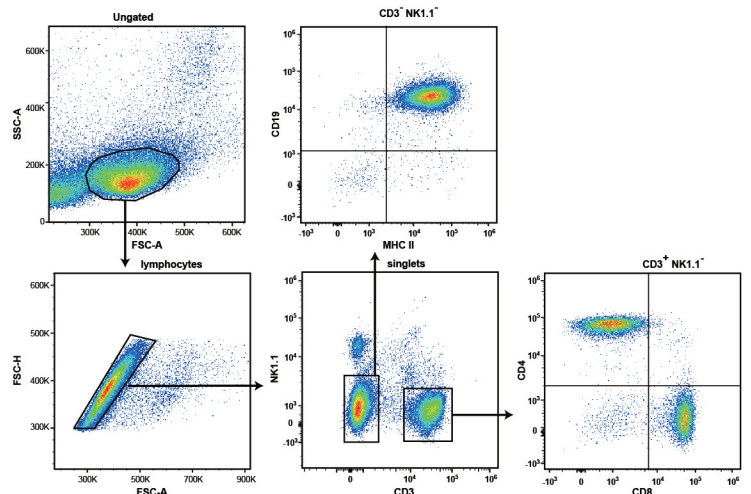 Ungated
SSC-A
600K
400K
200K
0
300K 400K 500K 600K
FSC-A
CD3⁻ NK1.1⁻
CD19
10⁶
10⁵
10⁴
10³
0
-10³
-10³ 0 10³ 10⁴ 10⁵ 10⁶
MHC II
lymphocytes
FSC-H
600K
500K
400K
300K
300K 500K 700K 900K
FSC-A
singlets
NK1.1
10⁶
10⁵
10⁴
10³
0
-10³
-10³ 0 10³ 10⁴ 10⁵ 10⁶
CD3
CD3⁺ NK1.1⁻
CD4
10⁶
10⁵
10⁴
10³
0
-10³
-10³ 0 10³ 10⁴ 10⁵ 10⁶
CD8